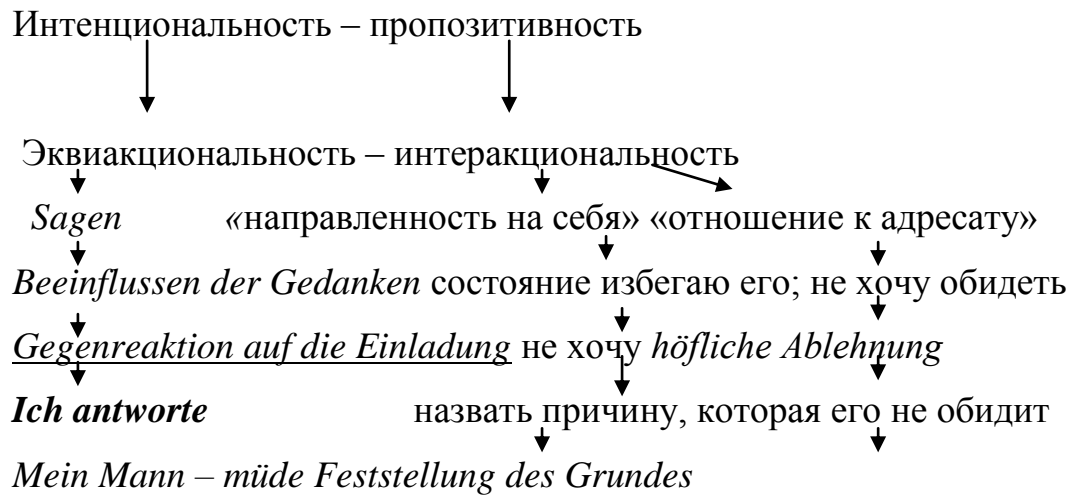 Интенциональность – пропозитивность
Эквиакциональность – интеракциональность
Sagen «направленность на себя» «отношение к адресату»
Beeinflussen der Gedanken состояние избегаю его; не хочу обидеть
Gegenreaktion auf die Einladung не хочу höfliche Ablehnung
Ich antworte назвать причину, которая его не обидит
Mein Mann – müde Feststellung des Grundes